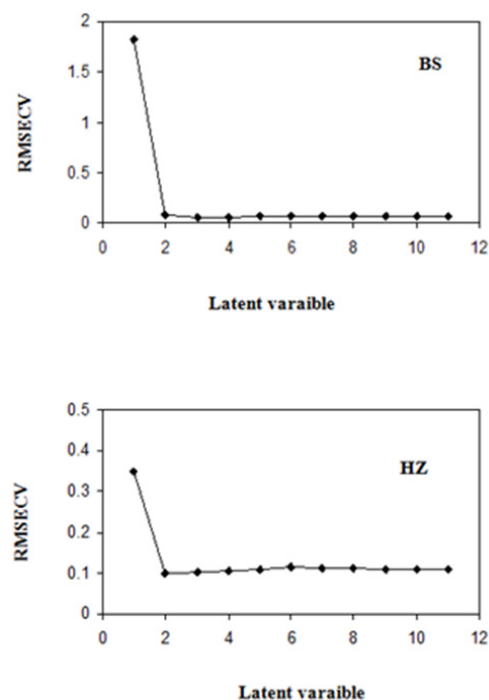 2
BS
1.5
1
0.5
0
0 2 4 6 8 10 12
RMSECV
Latent varaible
0.5
HZ
0.4
0.3
0.2
0.1
0
0 2 4 6 8 10 12
RMSECV
Latent varaible